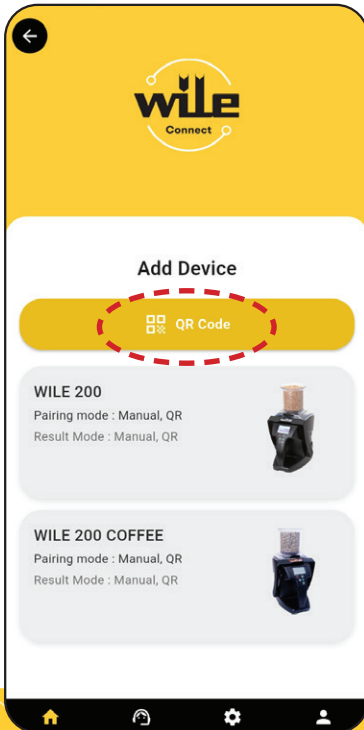 wile
Connect
Add Device
QR Code
WILE 200
Pairing mode : Manual, QR
Result Mode : Manual, QR
WILE 200 COFFEE
Pairing mode : Manual, QR
Result Mode : Manual, QR